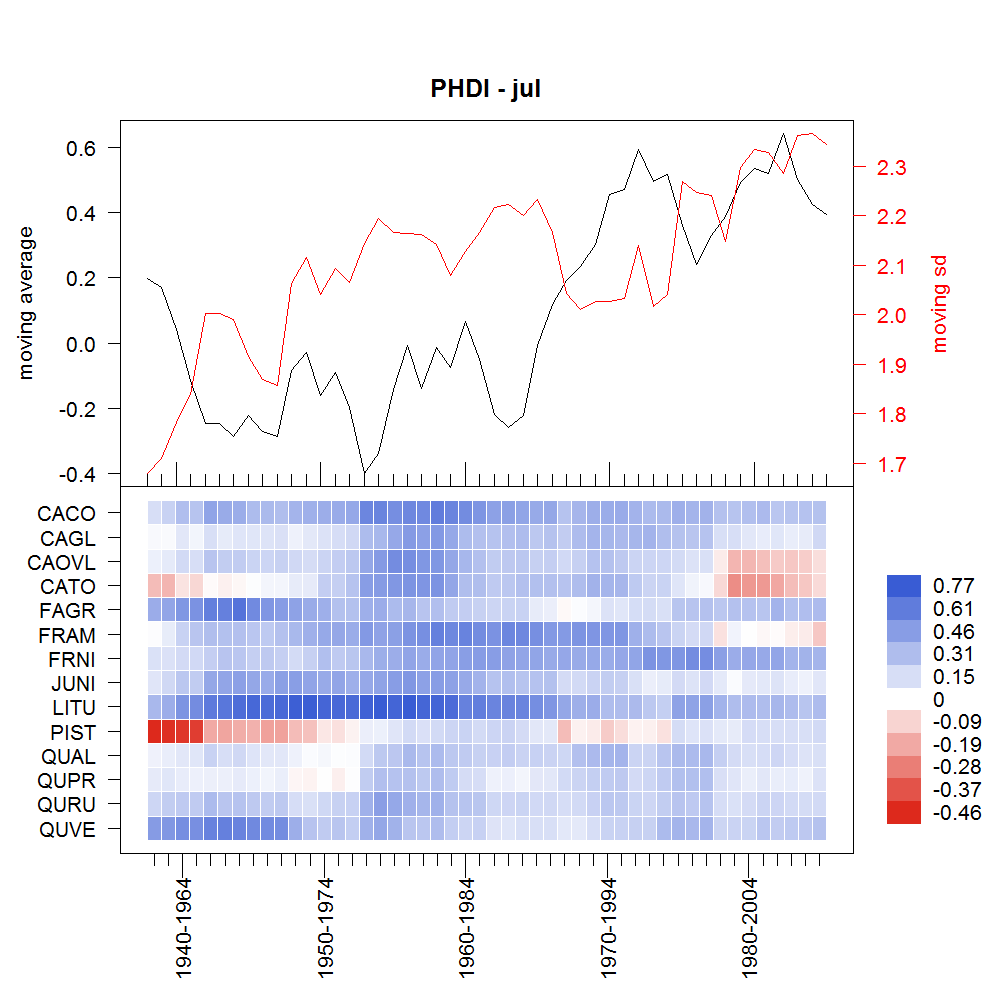 PHDI - jul
moving average
0.6
0.4
0.2
0.0
-0.2
-0.4
2.3
2.2
2.1
2.0
1.9
1.8
1.7
moving sd
CACO
CAGL
CAOVL
CATO
FAGR
FRAM
FRNI
JUNI
LITU
PIST
QUAL
QUPR
QURU
QUVE
0.77
0.61
0.46
0.31
0.15
0
-0.09
-0.19
-0.28
-0.37
-0.46
1940-1964
1950-1974
1960-1984
1970-1994
1980-2004